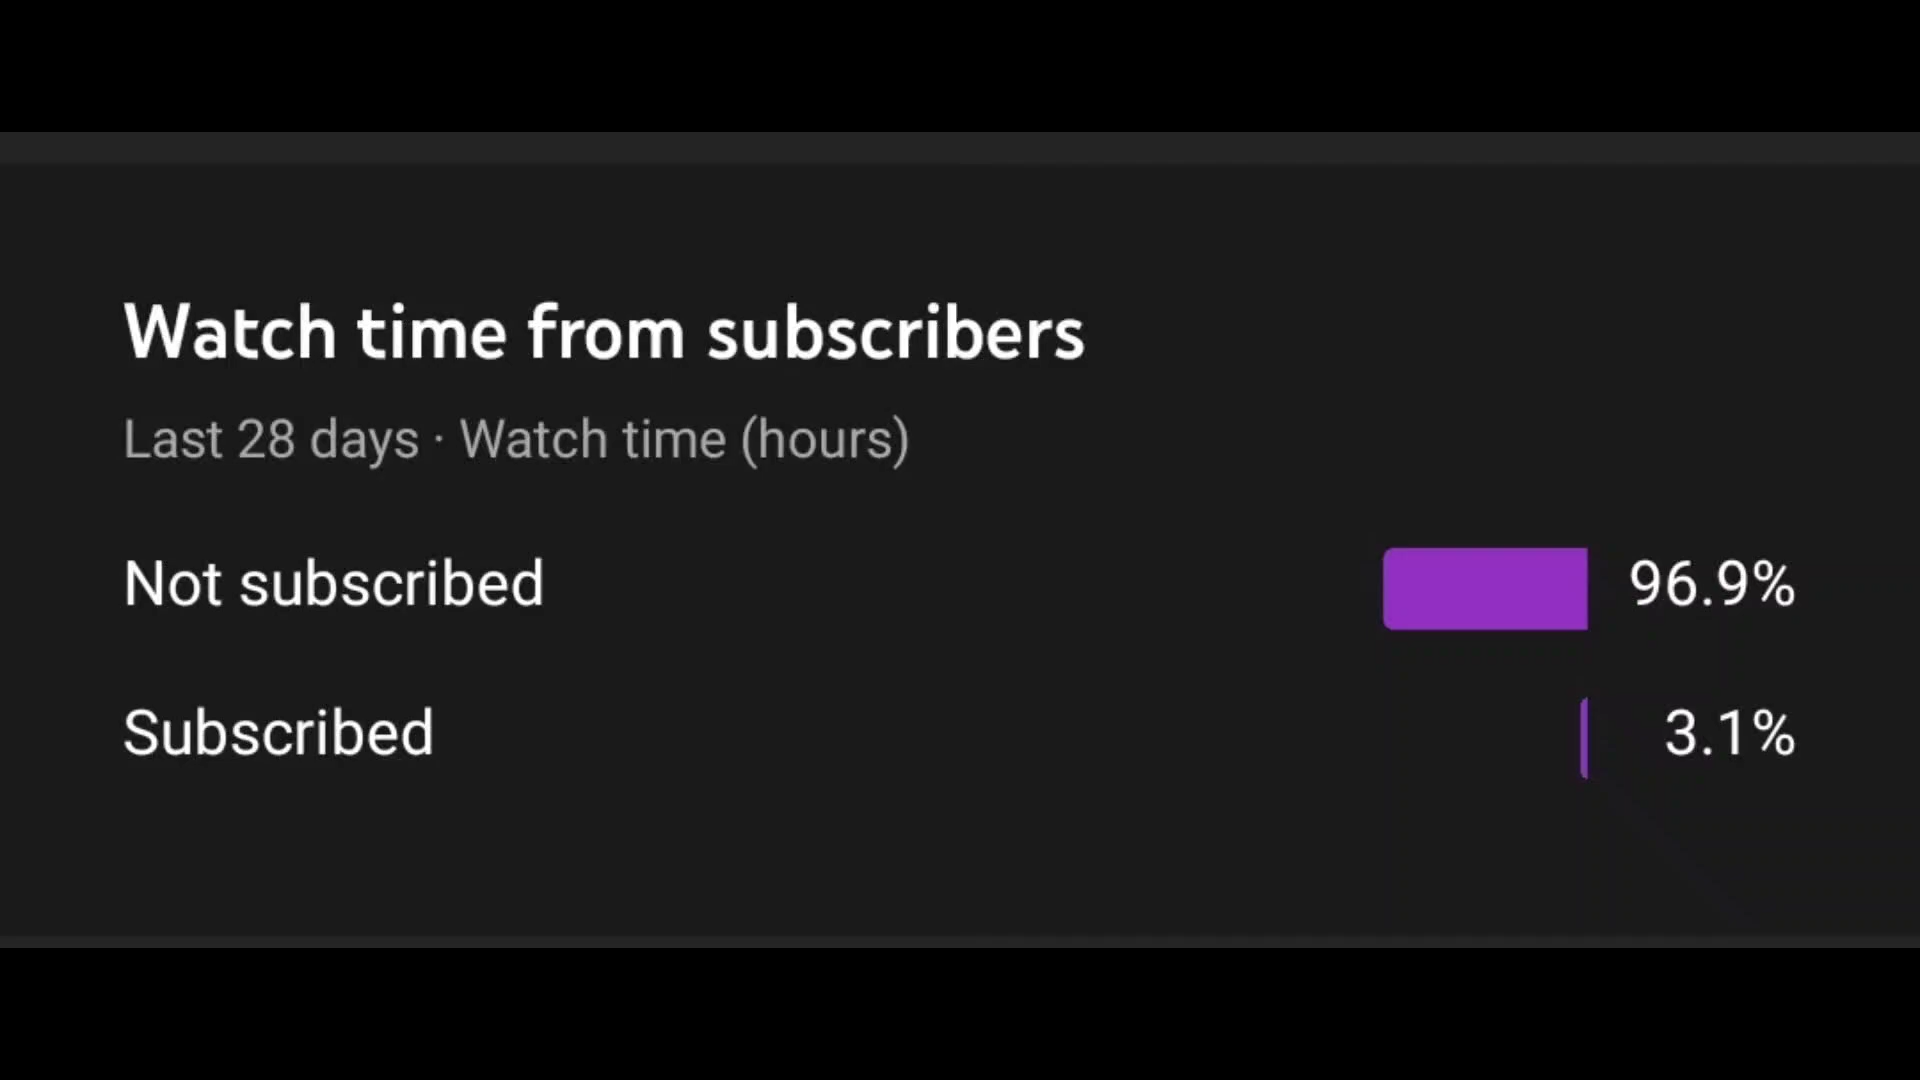 Watch time from subscribers
Last 28 days · Watch time (hours)
Not subscribed 96.9%
Subscribed 3.1%